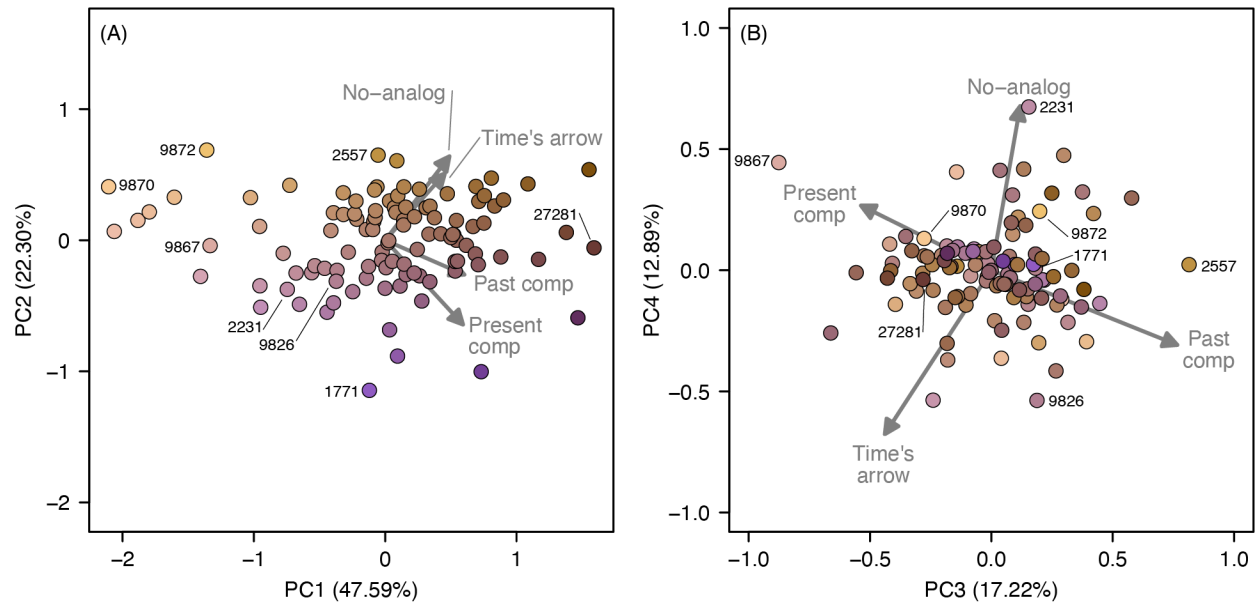 (A)
No−analog
Time's arrow
9872
2557
9870
27281
9867
Past comp
2231
9826
Present
comp
1771
1
0
−1
−2
PC2 (22.30%)
−2
−1
0
1
PC1 (47.59%)
(B)
No−analog
2231
9867
Present
comp
9870
9872
1771
2557
27281
Past
comp
9826
Time's
arrow
1.0
0.5
0.0
−0.5
−1.0
PC4 (12.89%)
−1.0
−0.5
0.0
0.5
1.0
PC3 (17.22%)